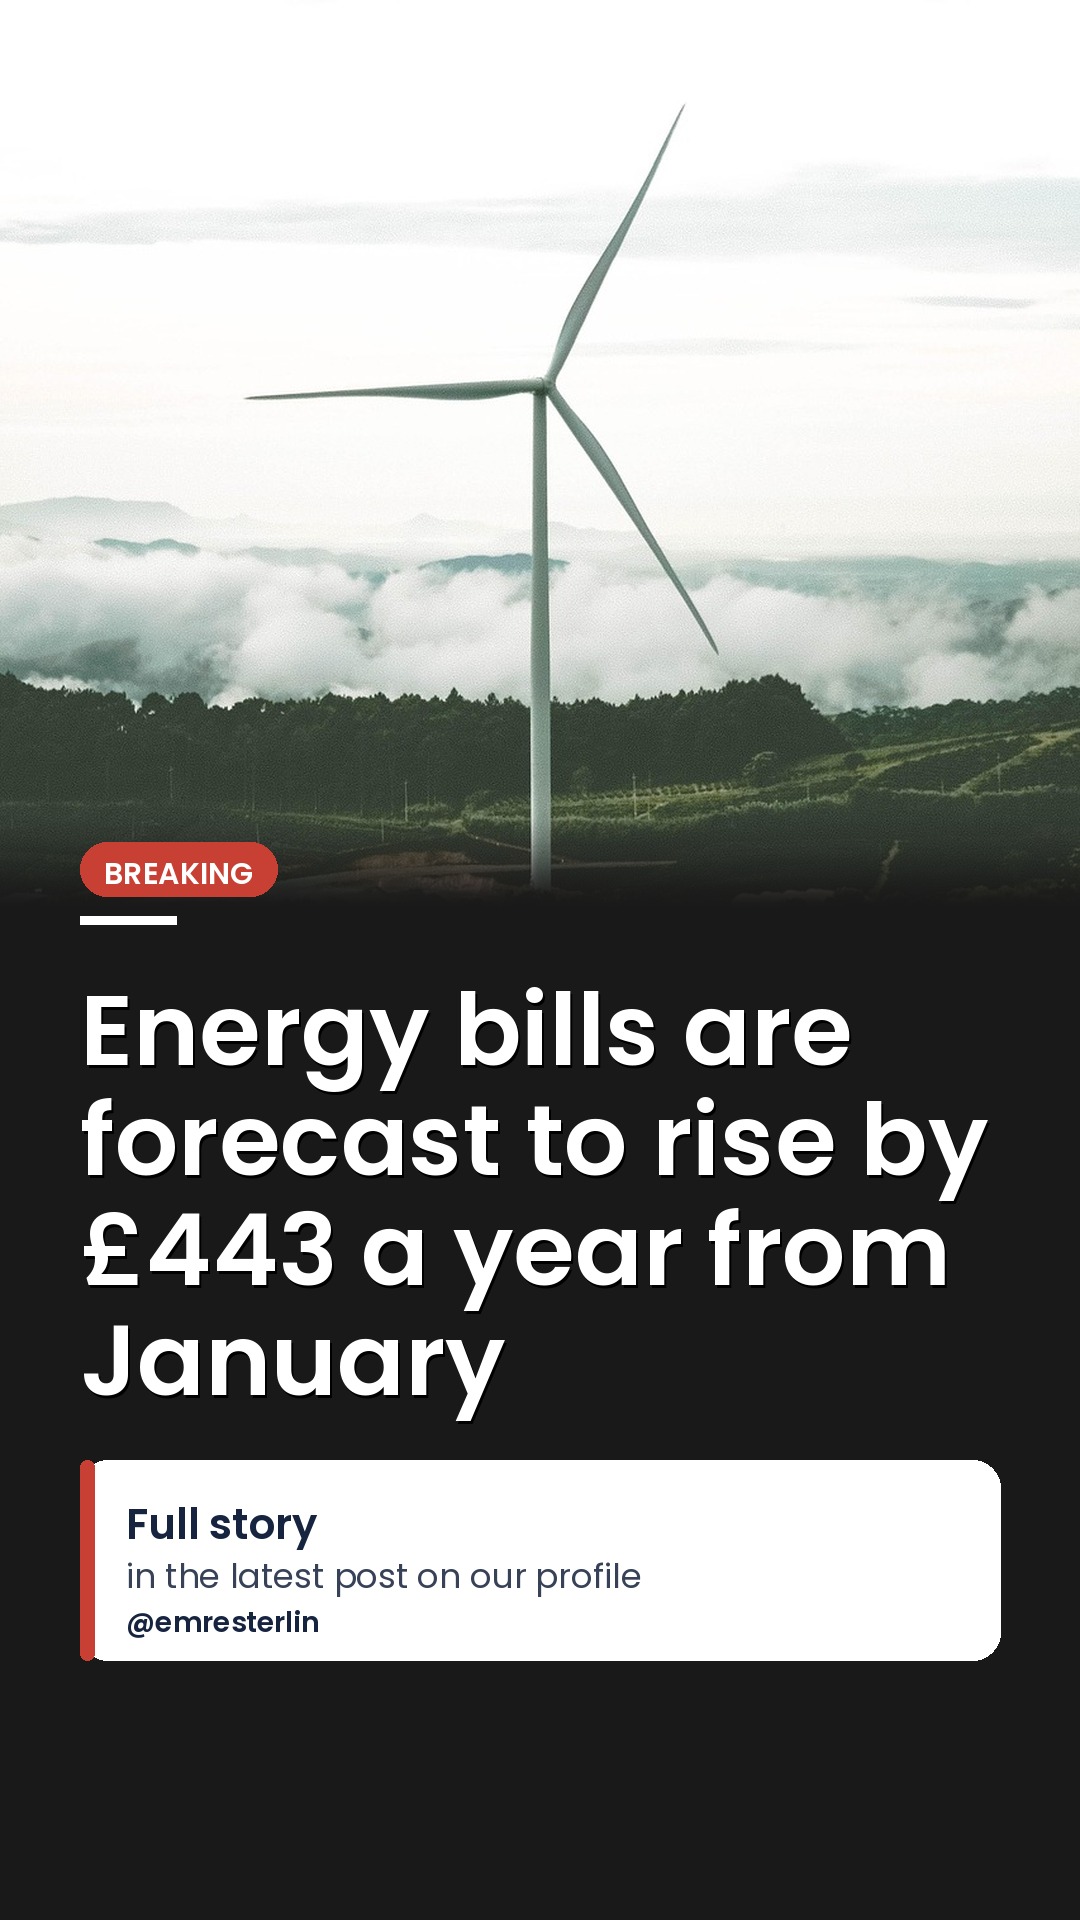 BREAKING
Energy bills are
forecast to rise by
£443 a year from
January
Full story
in the latest post on our profile
@emresterlin